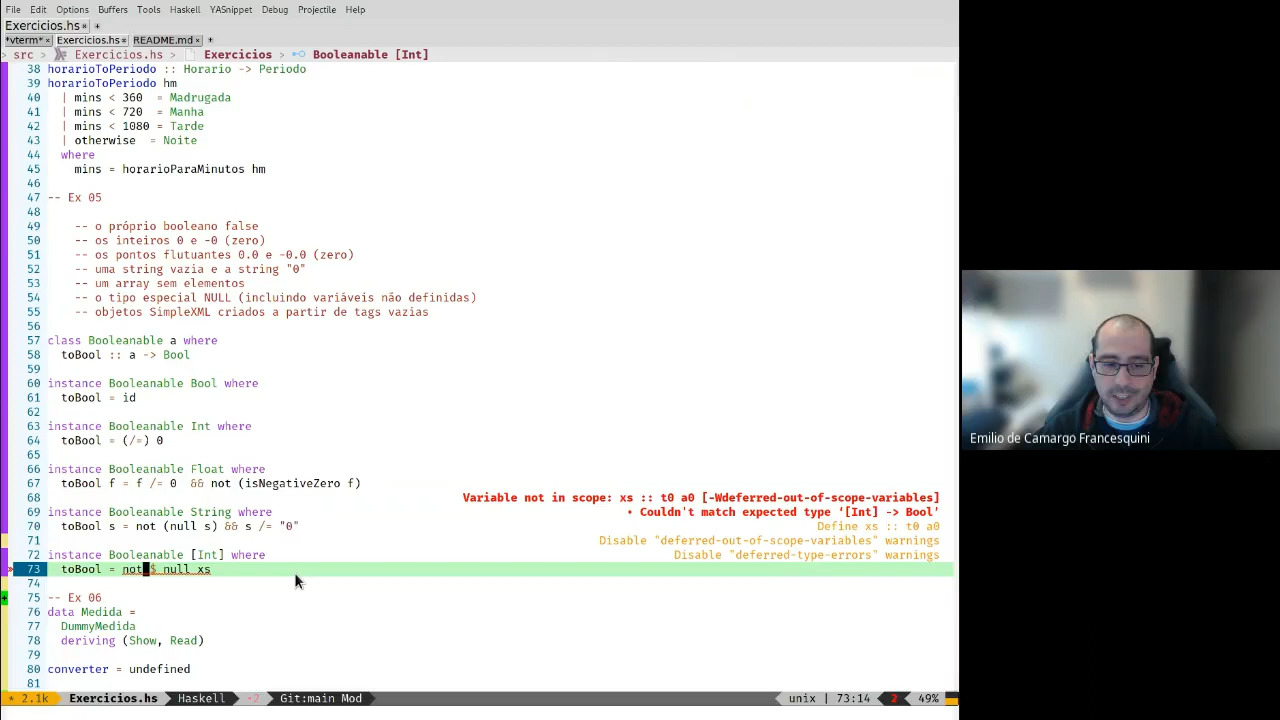 File Edit Options Buffers Tools Haskell YASnippet Debug Projectile Help
Exercicios.hs × +
*vterm* × Exercicios.hs × README.md × +
> src > Exercicios.hs > Exercicios > Booleanable [Int]
38 horarioToPeriodo :: Horario -> Periodo
39 horarioToPeriodo hm
40 | mins < 360 = Madrugada
41 | mins < 720 = Manha
42 | mins < 1080 = Tarde
43 | otherwise = Noite
44 where
45 mins = horarioParaMinutos hm
46
47 -- Ex 05
48
49 -- o próprio booleano false
50 -- os inteiros 0 e -0 (zero)
51 -- os pontos flutuantes 0.0 e -0.0 (zero)
52 -- uma string vazia e a string "0"
53 -- um array sem elementos
54 -- o tipo especial NULL (incluindo variáveis não definidas)
55 -- objetos SimpleXML criados a partir de tags vazias
56
57 class Booleanable a where
58 toBool :: a -> Bool
59
60 instance Booleanable Bool where
61 toBool = id
62
63 instance Booleanable Int where
64 toBool = (/=) 0
65
66 instance Booleanable Float where
67 toBool f = f /= 0 && not (isNegativeZero f)
68 Variable not in scope: xs :: t0 a0 [-Wdeferred-out-of-scope-variables]
69 instance Booleanable String where • Couldn't match expected type ‘[Int] -> Bool’
70 toBool s = not (null s) && s /= "0" Define xs :: t0 a0
71 Disable "deferred-out-of-scope-variables" warnings
72 instance Booleanable [Int] where Disable "deferred-type-errors" warnings
73 toBool = not $ null xs
74
75 -- Ex 06
76 data Medida =
77 DummyMedida
78 deriving (Show, Read)
79
80 converter = undefined
81
* 2.1k Exercicios.hs Haskell Git:main Mod unix | 73:14 2 49%
Emilio de Camargo Francesquini